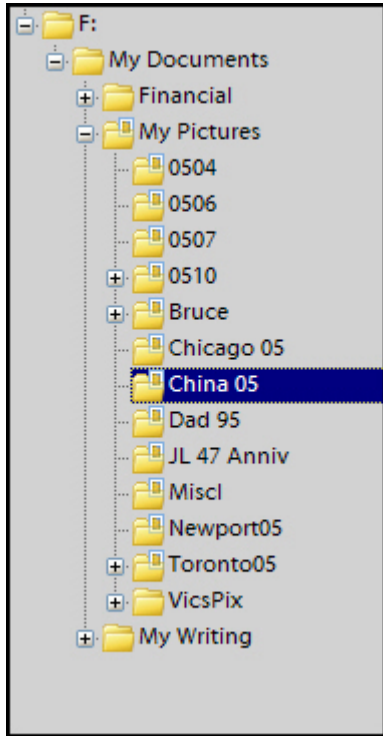 F:
My Documents
Financial
My Pictures
0504
0506
0507
0510
Bruce
Chicago 05
China 05
Dad 95
JL 47 Anniv
Miscl
Newport05
Toronto05
VicsPix
My Writing